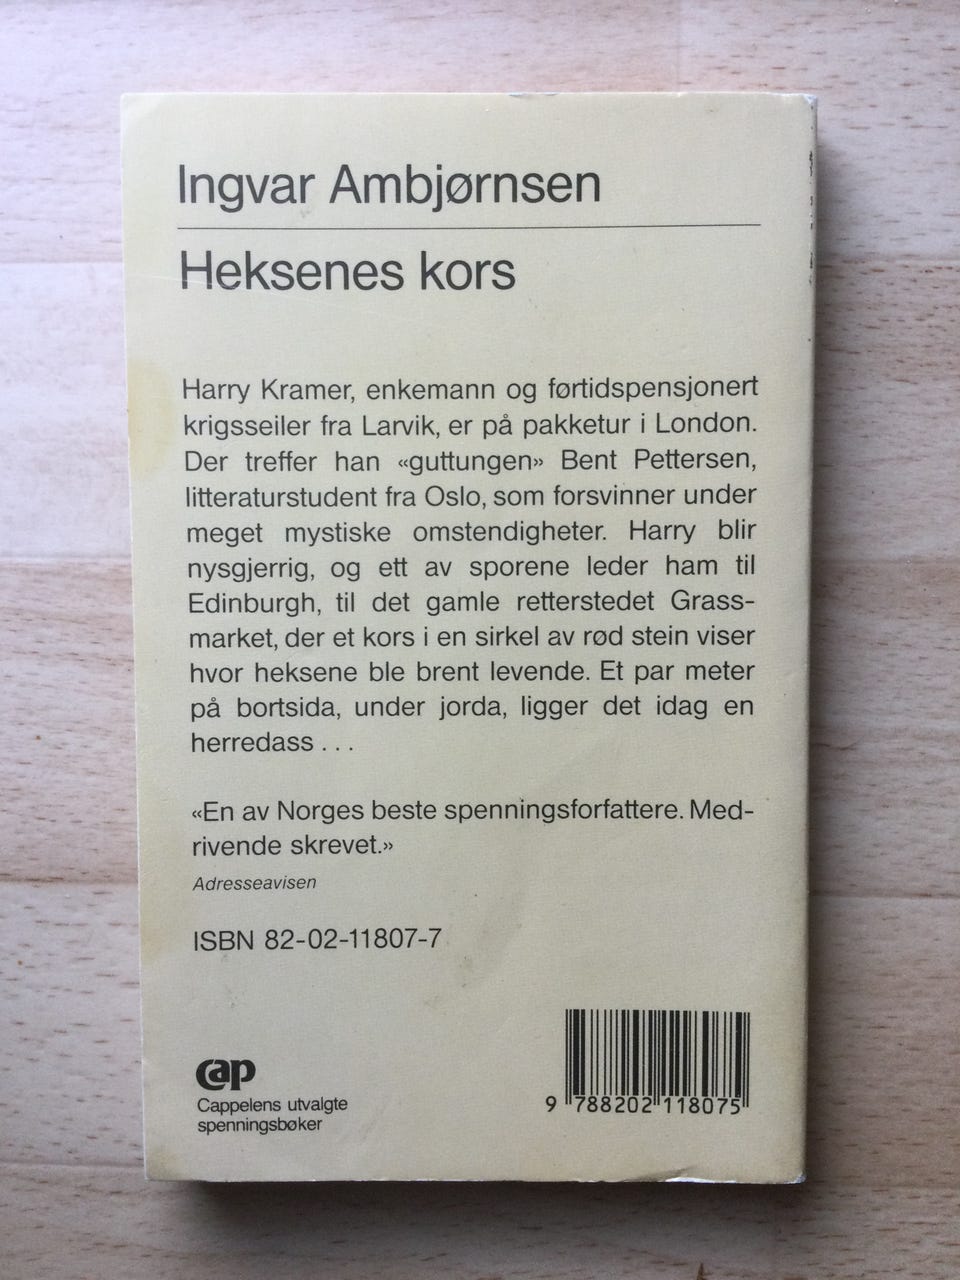 Ingvar Ambjørnsen
Heksenes kors
Harry Kramer, enkemann og førtidspensjonert
krigsseiler fra Larvik, er på pakketur i London.
Der treffer han «guttungen» Bent Pettersen,
litteraturstudent fra Oslo, som forsvinner under
meget mystiske omstendigheter. Harry blir
nysgjerrig, og ett av sporene leder ham til
Edinburgh, til det gamle retterstedet Grass-
market, der et kors i en sirkel av rød stein viser
hvor heksene ble brent levende. Et par meter
på bortsida, under jorda, ligger det idag en
herredass . . .
«En av Norges beste spenningsforfattere. Med-
rivende skrevet.»
Adresseavisen
ISBN 82-02-11807-7
cap
Cappelens utvalgte
spenningsbøker
9 788202 118075